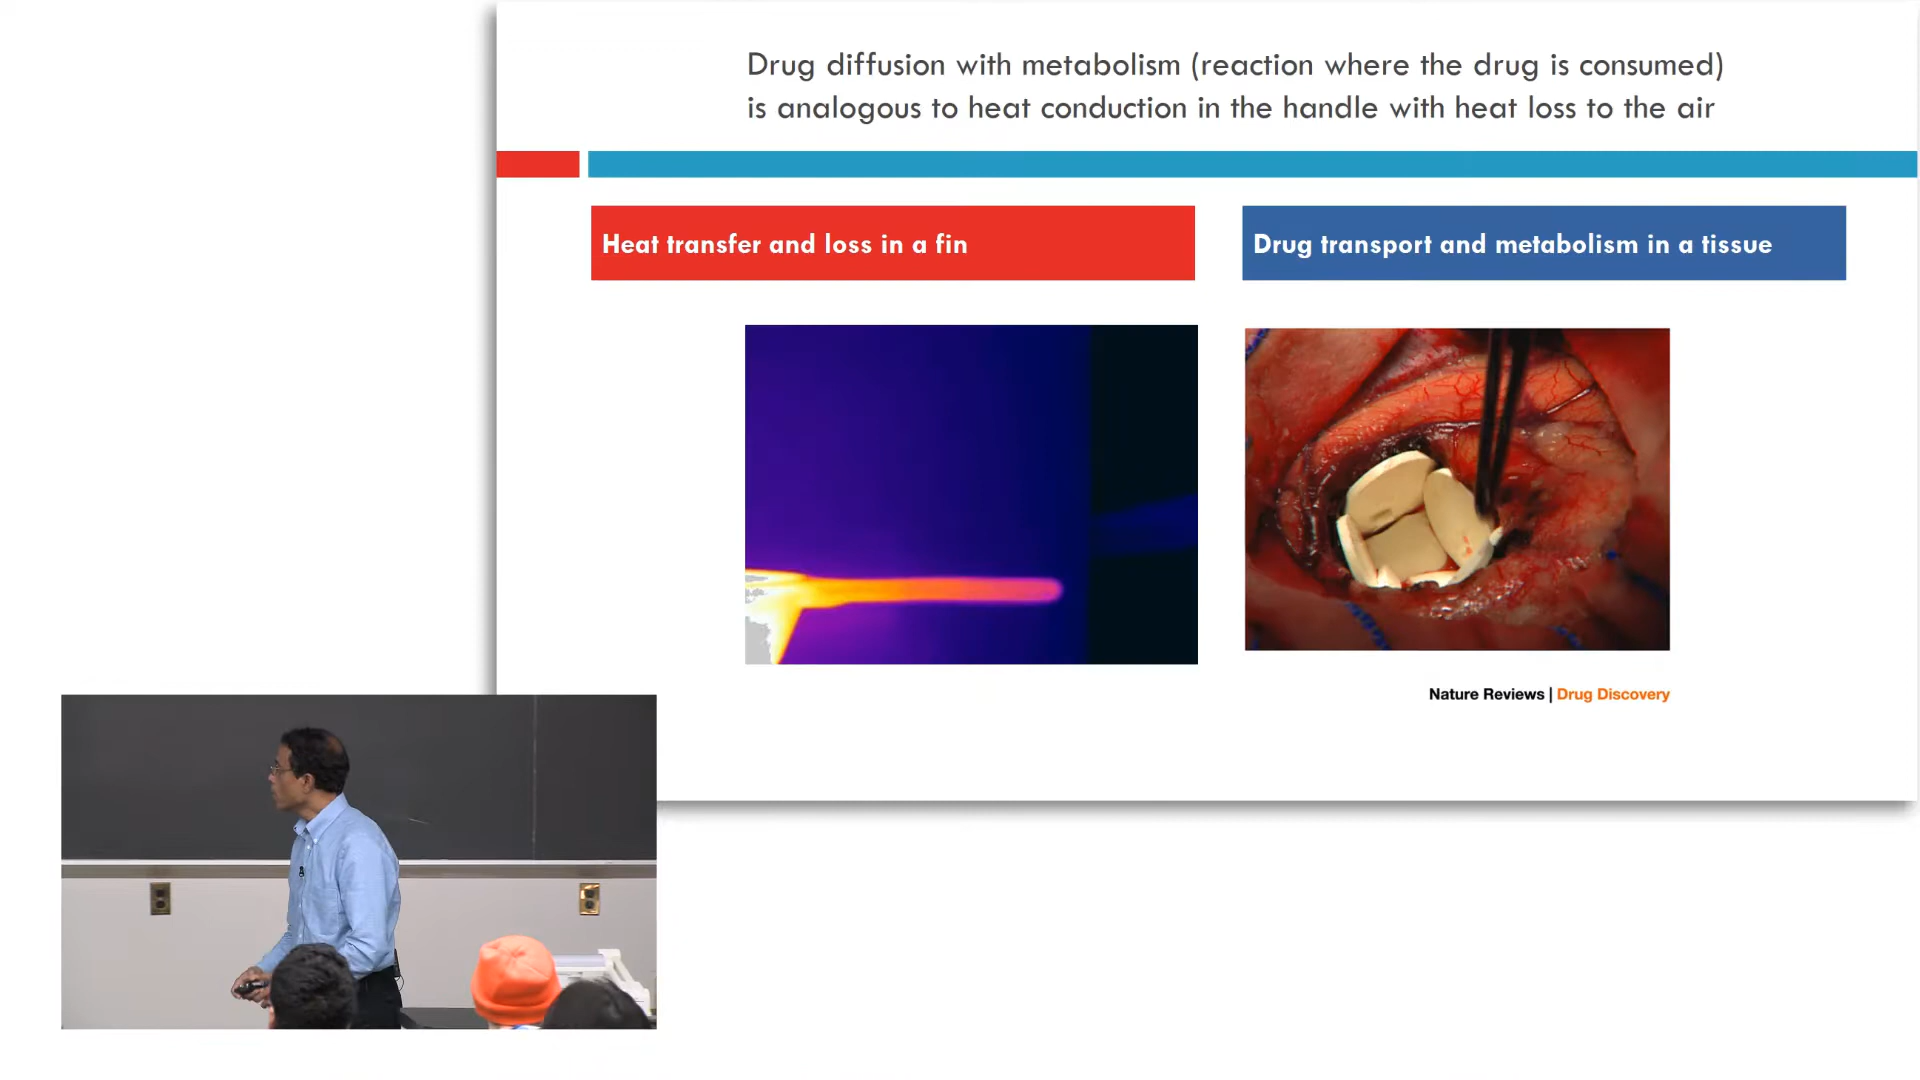 Drug diffusion with metabolism (reaction where the drug is consumed)
is analogous to heat conduction in the handle with heat loss to the air
Heat transfer and loss in a fin
Drug transport and metabolism in a tissue
Nature Reviews | Drug Discovery